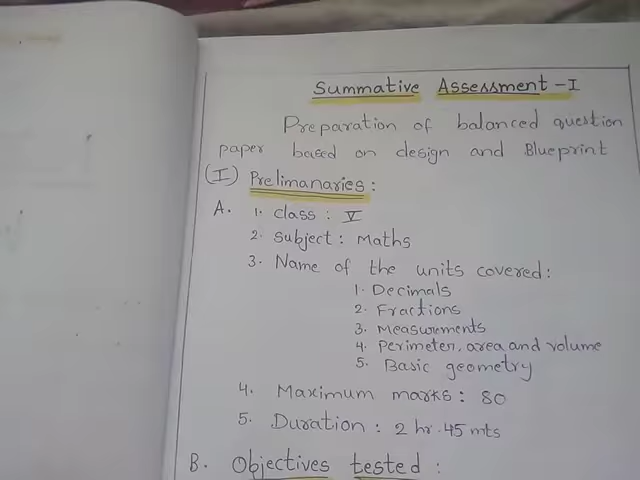 Summative Assessment - I
Preparation of balanced question
paper based on design and Blueprint
(I) Prelimanaries :
A. 1. class : V
2. Subject : Maths
3. Name of the units covered :
1. Decimals
2. Fractions
3. Measurements
4. Perimeter, area and volume
5. Basic geometry
4. Maximum marks : 80
5. Duration : 2 hr . 45 mts
B. Objectives tested :